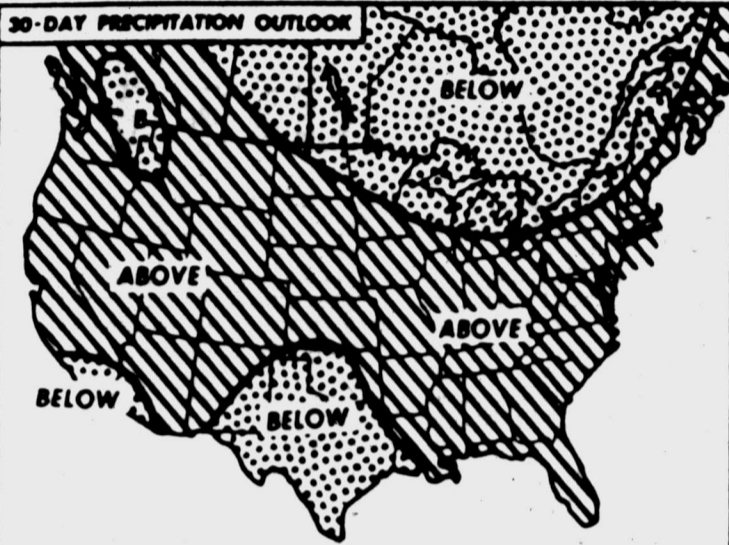 30-DAY PRECIPITATION OUTLOOK
BELOW
B
ABOVE
ABOVE
BELOW
BELOW